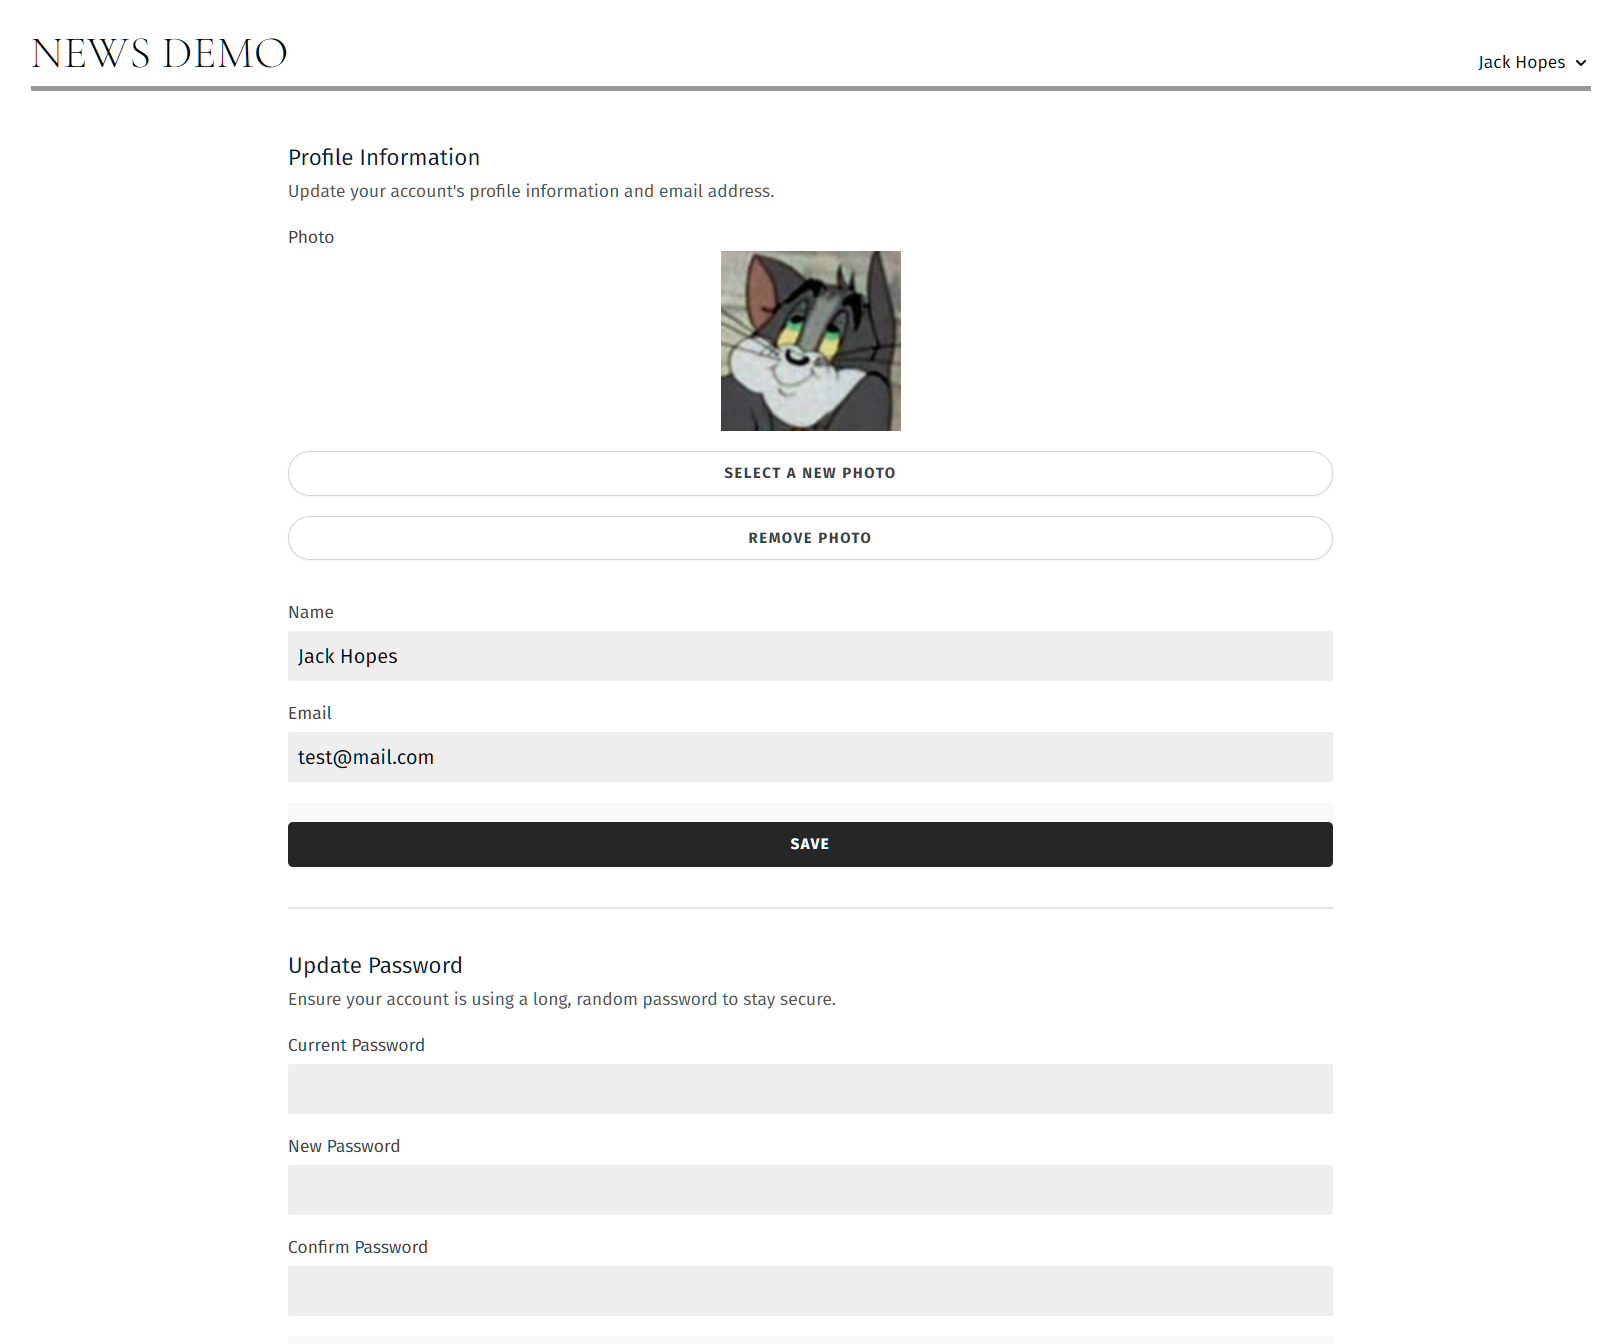 NEWS DEMO
Jack Hopes
Profile Information
Update your account's profile information and email address.
Photo
SELECT A NEW PHOTO
REMOVE PHOTO
Name
Jack Hopes
Email
test@mail.com
SAVE
Update Password
Ensure your account is using a long, random password to stay secure.
Current Password
New Password
Confirm Password